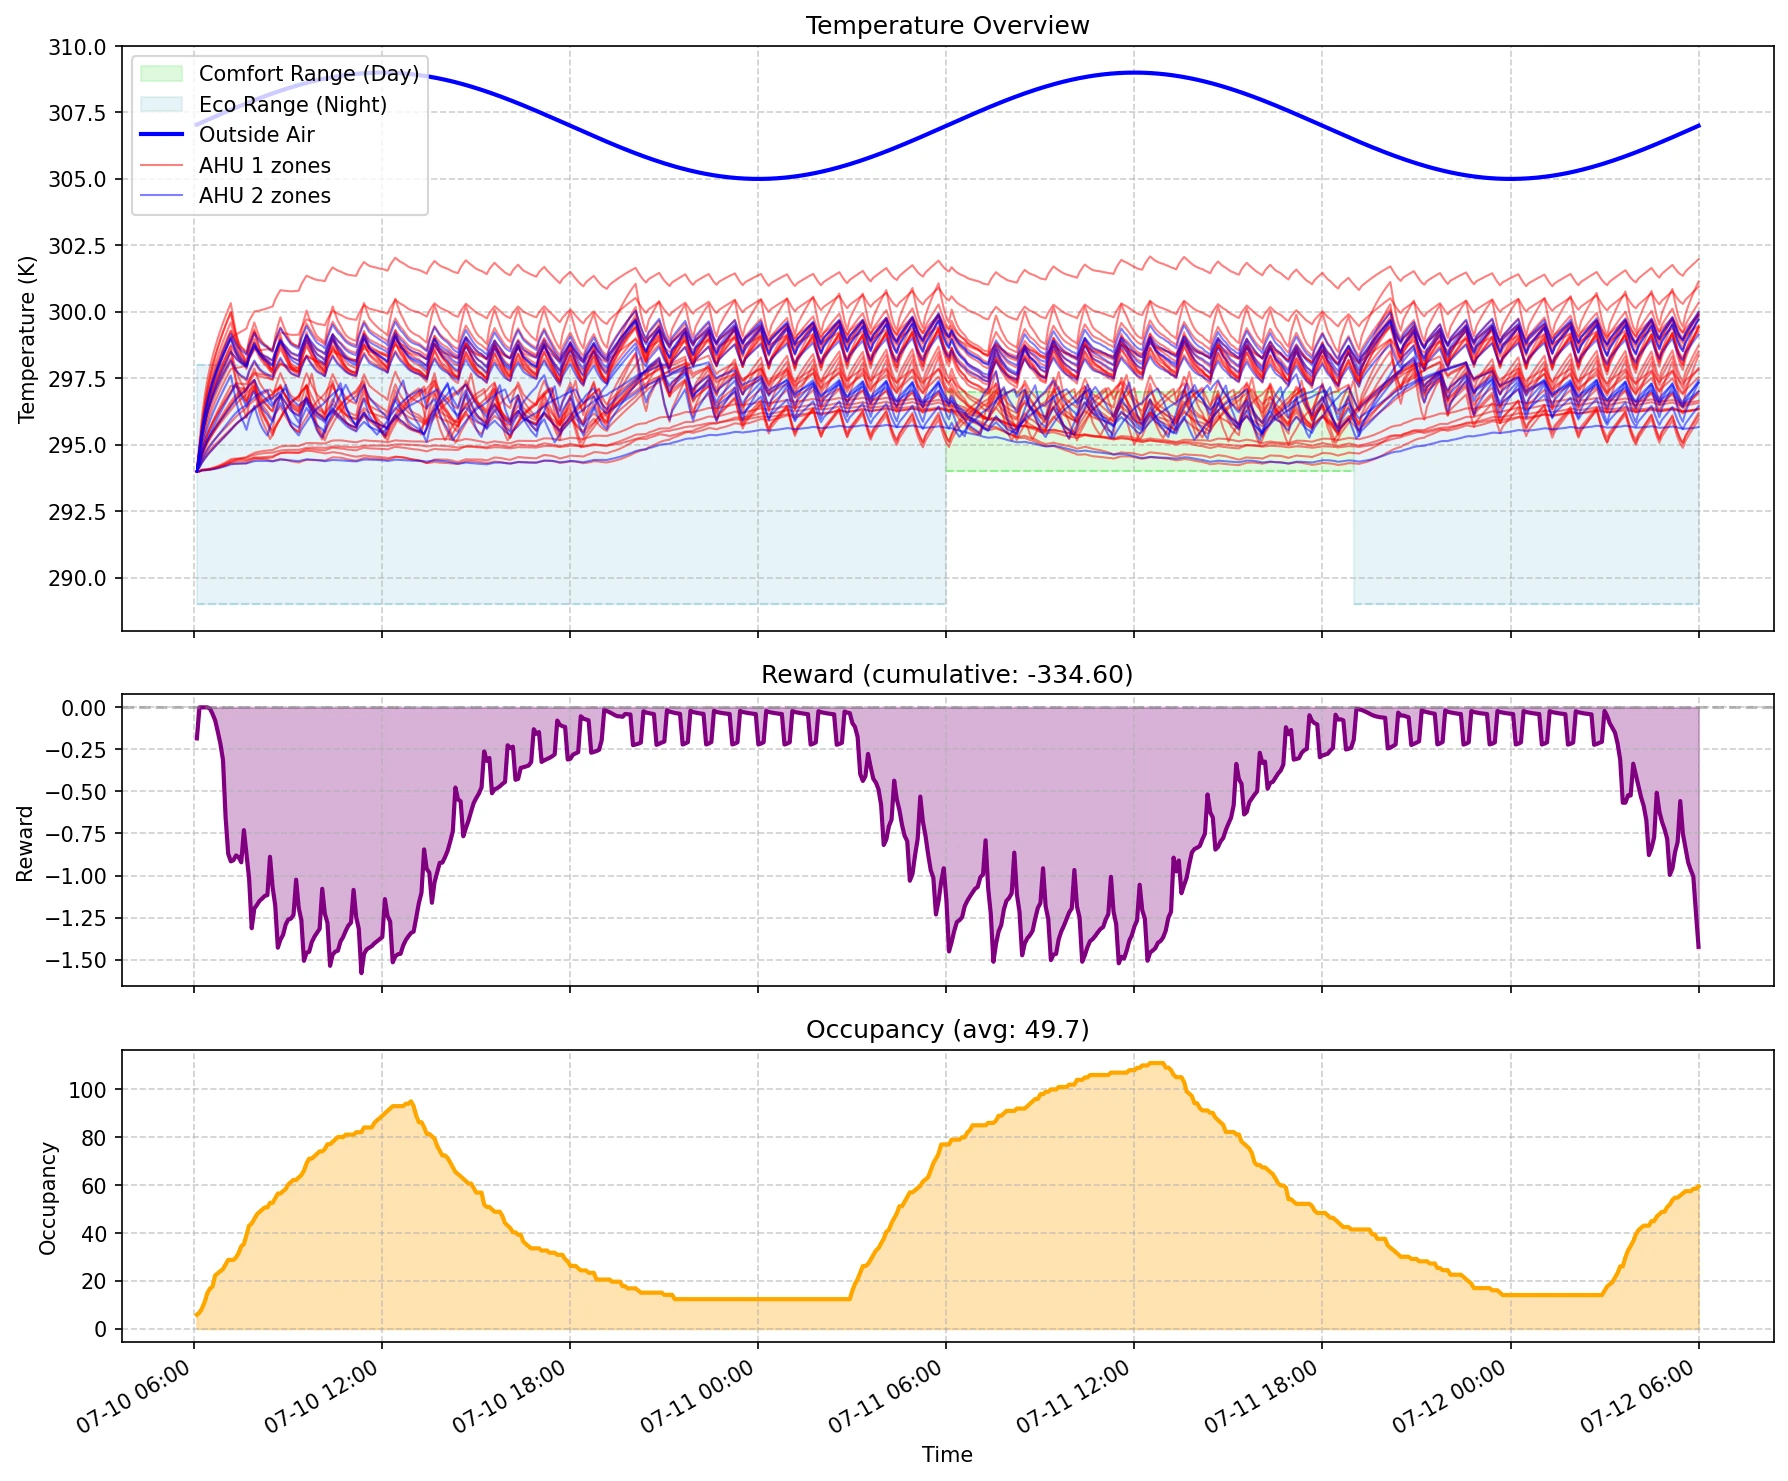 Temperature Overview
310.0
307.5
305.0
302.5
300.0
297.5
295.0
292.5
290.0
Temperature (K)
Comfort Range (Day)
Eco Range (Night)
Outside Air
AHU 1 zones
AHU 2 zones
Reward (cumulative: -334.60)
0.00
−0.25
−0.50
−0.75
−1.00
−1.25
−1.50
Reward
Occupancy (avg: 49.7)
100
80
60
40
20
0
Occupancy
07-10 06:00
07-10 12:00
07-10 18:00
07-11 00:00
07-11 06:00
07-11 12:00
07-11 18:00
07-12 00:00
07-12 06:00
Time